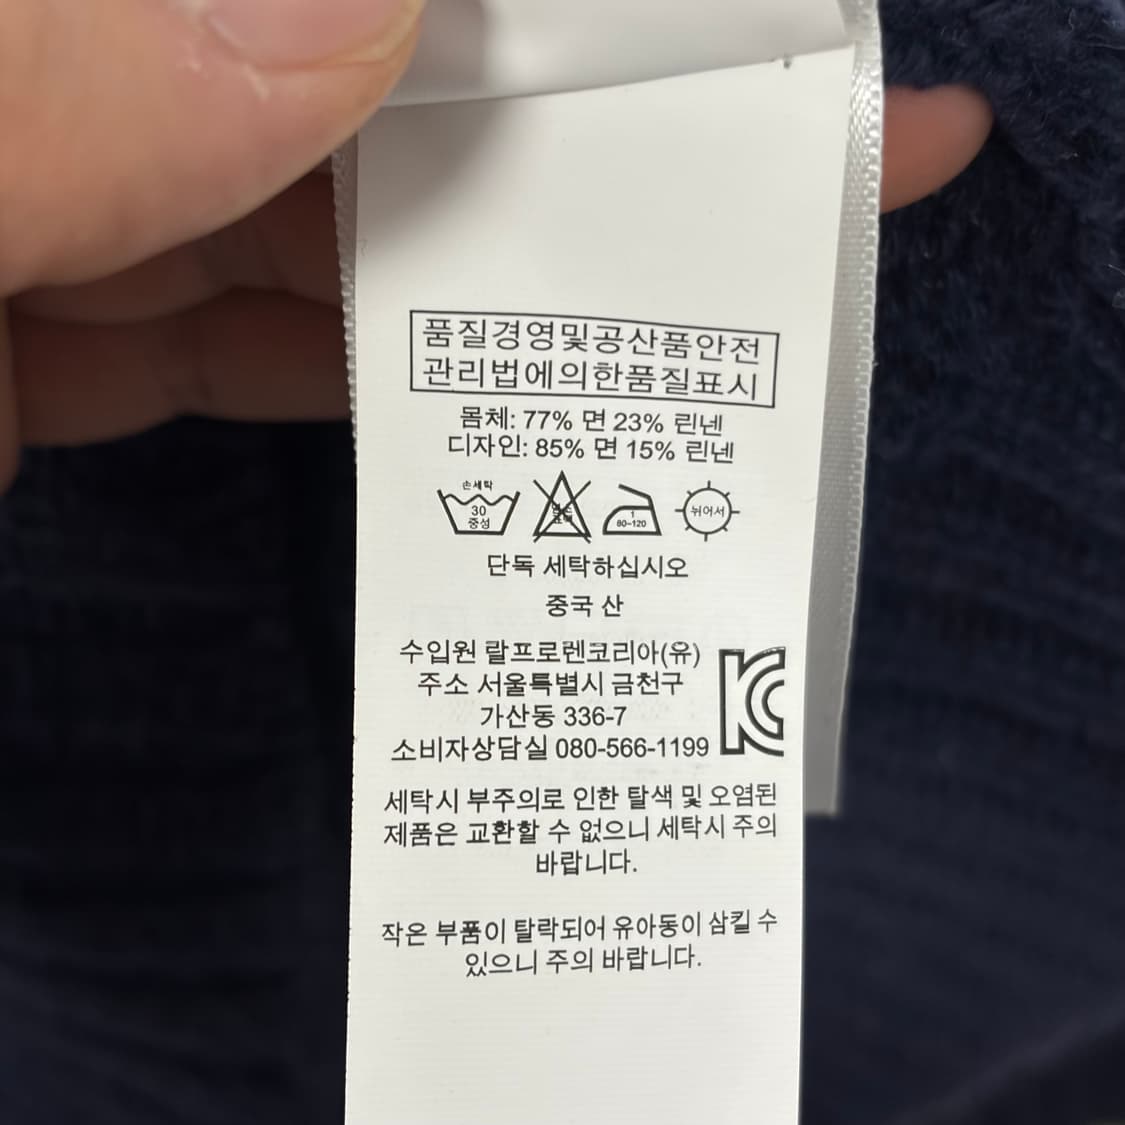 품질경영및공산품안전
관리법에의한품질표시
몸체: 77% 면 23% 린넨
디자인: 85% 면 15% 린넨
손세탁
30
중성
1
80-120
뉘어서
단독 세탁하십시오
중국 산
수입원 랄프로렌코리아(유)
주소 서울특별시 금천구
가산동 336-7
소비자상담실 080-566-1199
세탁시 부주의로 인한 탈색 및 오염된
제품은 교환할 수 없으니 세탁시 주의
바랍니다.
작은 부품이 탈락되어 유아동이 삼킬 수
있으니 주의 바랍니다.